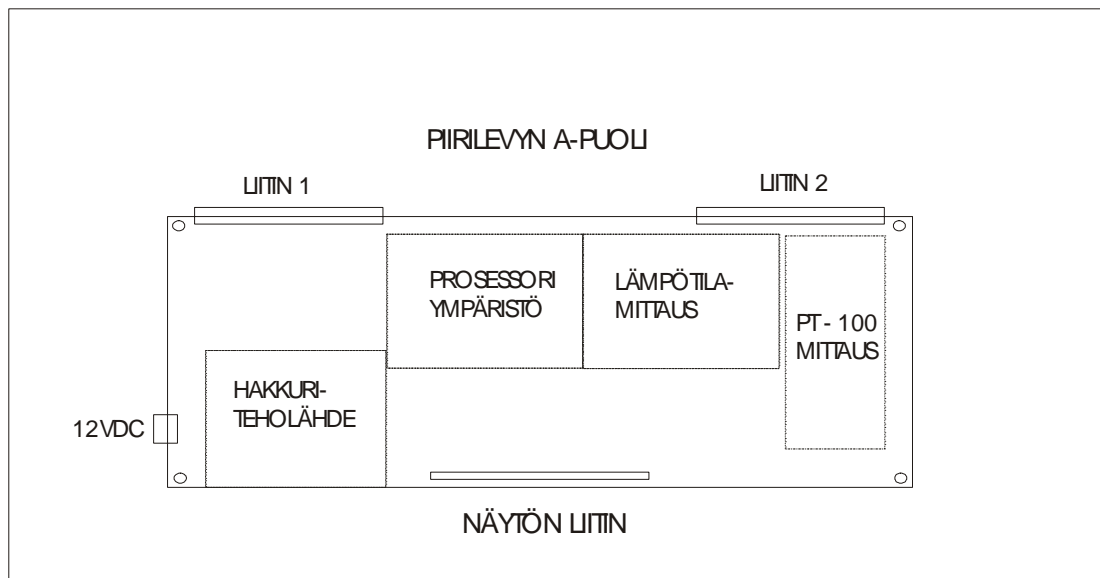 PIIRILEVYN A-PUOLI
LIITIN 1
LIITIN 2
PROSESSORI
YMPÄRISTÖ
LÄMPÖTILA-
MITTAUS
PT - 100
MITTAUS
HAKKURI-
TEHOLÄHDE
12VDC
NÄYTÖN LIITIN